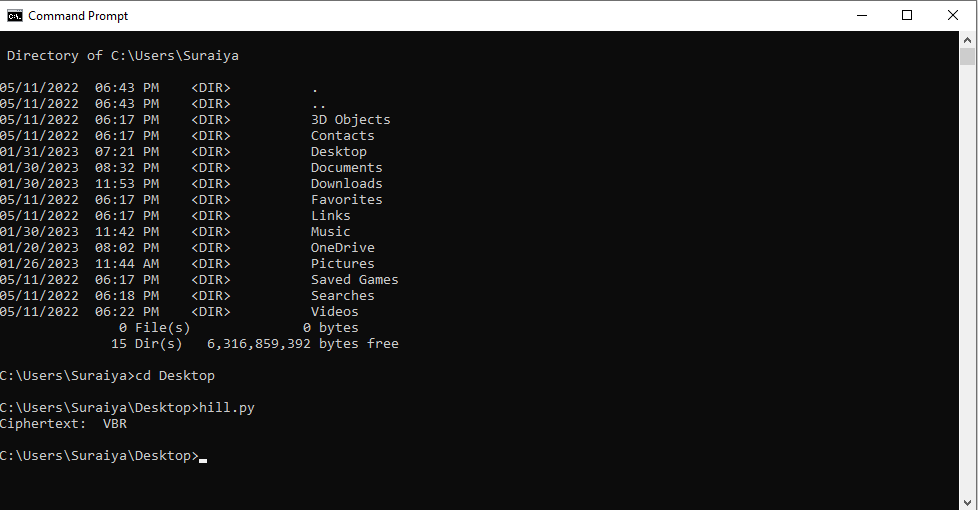 Command Prompt
Directory of C:\Users\Suraiya
05/11/2022  06:43 PM    <DIR>          .
05/11/2022  06:43 PM    <DIR>          ..
05/11/2022  06:17 PM    <DIR>          3D Objects
05/11/2022  06:17 PM    <DIR>          Contacts
01/31/2023  07:21 PM    <DIR>          Desktop
01/30/2023  08:32 PM    <DIR>          Documents
01/30/2023  11:53 PM    <DIR>          Downloads
05/11/2022  06:17 PM    <DIR>          Favorites
05/11/2022  06:17 PM    <DIR>          Links
01/30/2023  11:42 PM    <DIR>          Music
01/20/2023  08:02 PM    <DIR>          OneDrive
01/26/2023  11:44 AM    <DIR>          Pictures
05/11/2022  06:17 PM    <DIR>          Saved Games
05/11/2022  06:18 PM    <DIR>          Searches
05/11/2022  06:22 PM    <DIR>          Videos
0 File(s)              0 bytes
15 Dir(s)   6,316,859,392 bytes free
C:\Users\Suraiya>cd Desktop
C:\Users\Suraiya\Desktop>hill.py
Ciphertext:  VBR
C:\Users\Suraiya\Desktop>